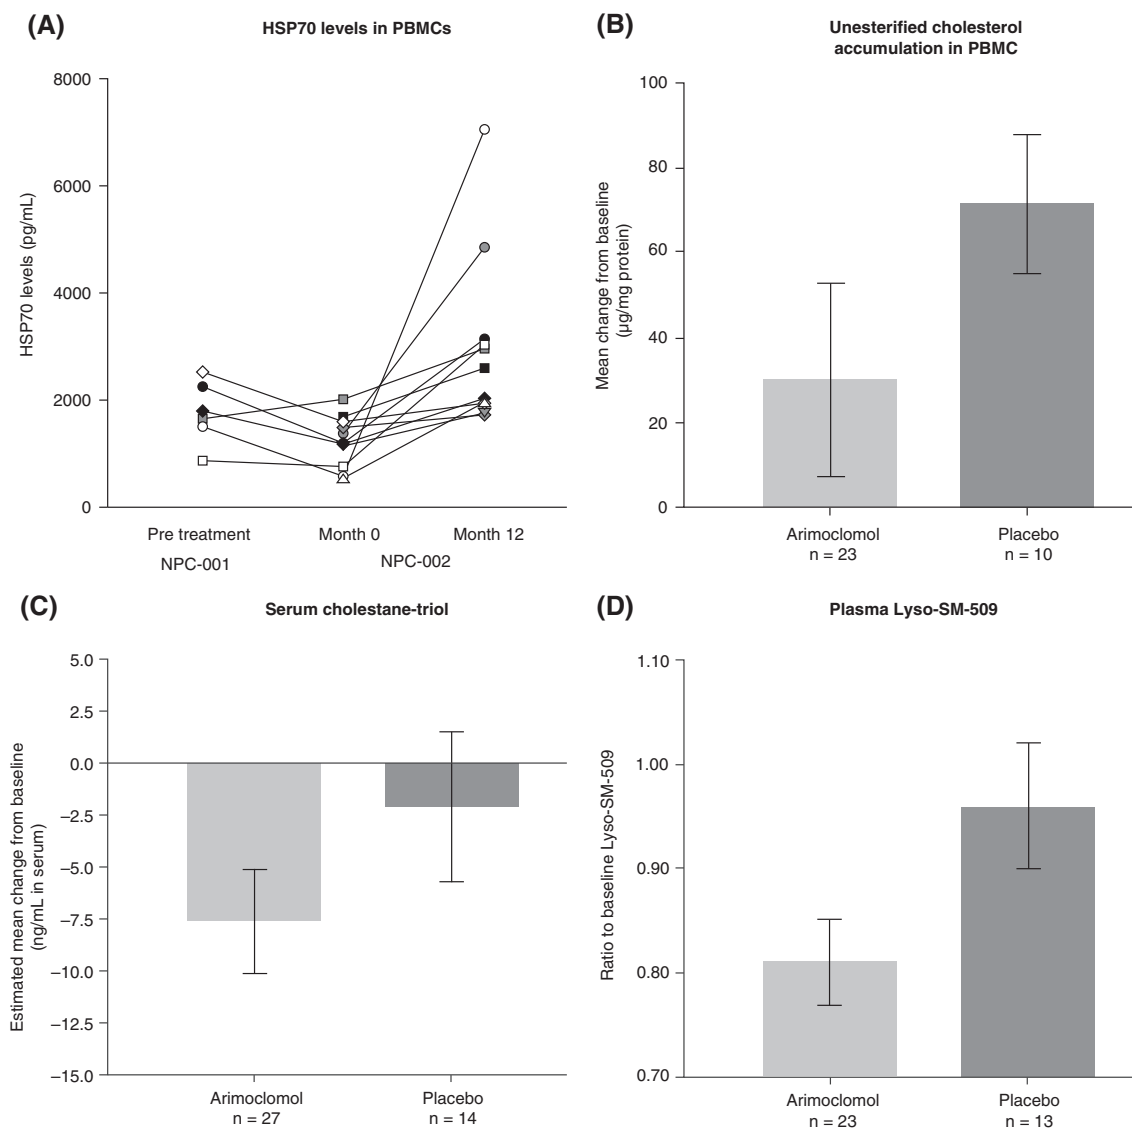 (A)
HSP70 levels in PBMCs
8000
6000
4000
2000
0
HSP70 levels (pg/mL)
Pre treatment
Month 0
Month 12
NPC-001
NPC-002
(B)
Unesterified cholesterol
accumulation in PBMC
100
80
60
40
20
0
Mean change from baseline
(µg/mg protein)
Arimoclomol
n = 23
Placebo
n = 10
(C)
Serum cholestane-triol
5.0
2.5
0.0
−2.5
−5.0
−7.5
−10.0
−12.5
−15.0
Estimated mean change from baseline
(ng/mL in serum)
Arimoclomol
n = 27
Placebo
n = 14
(D)
Plasma Lyso-SM-509
1.10
1.00
0.90
0.80
0.70
Ratio to baseline Lyso-SM-509
Arimoclomol
n = 23
Placebo
n = 13